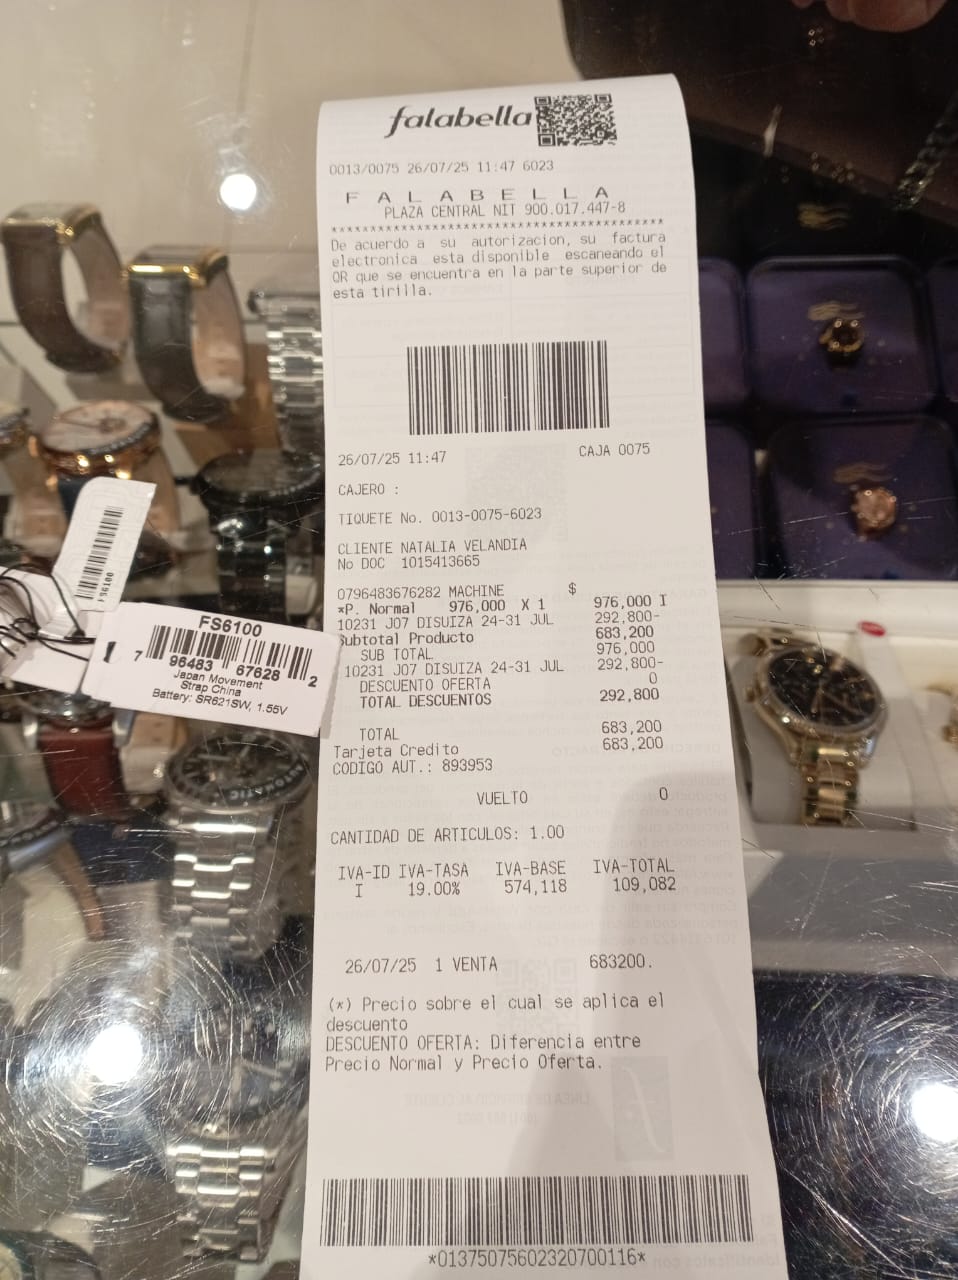 falabella
0013/0075 26/07/25 11:47 6023
F A L A B E L L A
PLAZA CENTRAL NIT 900.017.447-8
****************************************************
De acuerdo a su autorizacion, su factura
electronica esta disponible escaneando el
QR que se encuentra en la parte superior de
esta tirilla.
26/07/25 11:47 CAJA 0075
CAJERO :
TIQUETE No. 0013-0075-6023
CLIENTE NATALIA VELANDIA
No DOC 1015413665
0796483676282 MACHINE $
*P. Normal 976,000 X 1 976,000 I
10231 J07 DISUIZA 24-31 JUL 292,800-
Subtotal Producto 683,200
SUB TOTAL 976,000
10231 J07 DISUIZA 24-31 JUL 292,800-
DESCUENTO OFERTA 0
TOTAL DESCUENTOS 292,800
TOTAL 683,200
Tarjeta Credito 683,200
CODIGO AUT.: 893953
VUELTO 0
CANTIDAD DE ARTICULOS: 1.00
IVA-ID IVA-TASA IVA-BASE IVA-TOTAL
I 19.00% 574,118 109,082
26/07/25 1 VENTA 683200.
(*) Precio sobre el cual se aplica el
descuento
DESCUENTO OFERTA: Diferencia entre
Precio Normal y Precio Oferta.
*01375075602320700116*
FS6100
FS6100
7 96483 67628 2
Japan Movement
Strap China
Battery: SR621SW, 1.55V